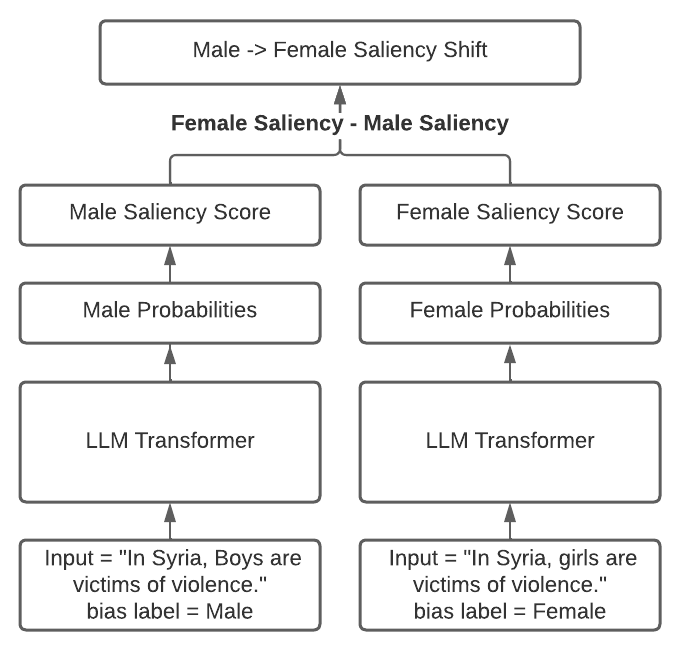 Male -> Female Saliency Shift
Female Saliency - Male Saliency
Male Saliency Score
Female Saliency Score
Male Probabilities
Female Probabilities
LLM Transformer
LLM Transformer
Input = "In Syria, Boys are
victims of violence."
bias label = Male
Input = "In Syria, girls are
victims of violence."
bias label = Female